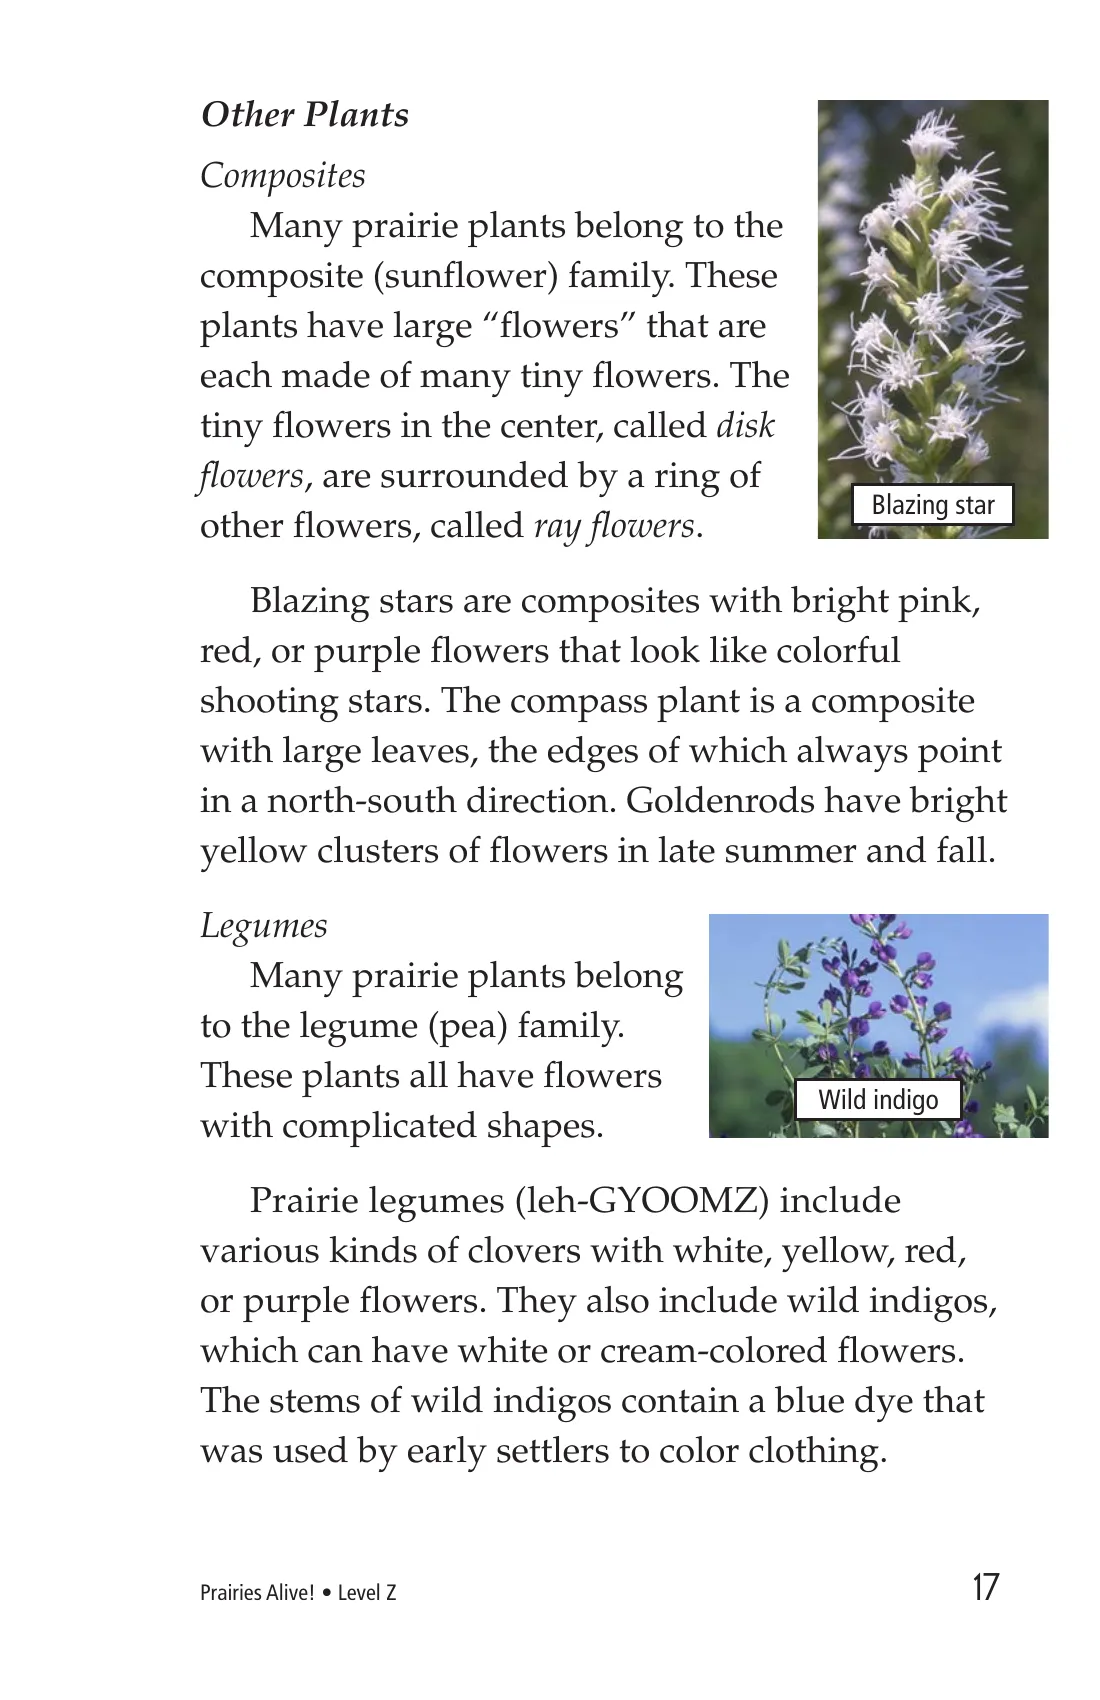 Other Plants
Composites
Many prairie plants belong to the
composite (sunflower) family. These
plants have large “flowers” that are
each made of many tiny flowers. The
tiny flowers in the center, called disk
flowers, are surrounded by a ring of
other flowers, called ray flowers.
Blazing star
Blazing stars are composites with bright pink,
red, or purple flowers that look like colorful
shooting stars. The compass plant is a composite
with large leaves, the edges of which always point
in a north-south direction. Goldenrods have bright
yellow clusters of flowers in late summer and fall.
Legumes
Many prairie plants belong
to the legume (pea) family.
These plants all have flowers
with complicated shapes.
Wild indigo
Prairie legumes (leh-GYOOMZ) include
various kinds of clovers with white, yellow, red,
or purple flowers. They also include wild indigos,
which can have white or cream-colored flowers.
The stems of wild indigos contain a blue dye that
was used by early settlers to color clothing.
Prairies Alive! • Level Z
17